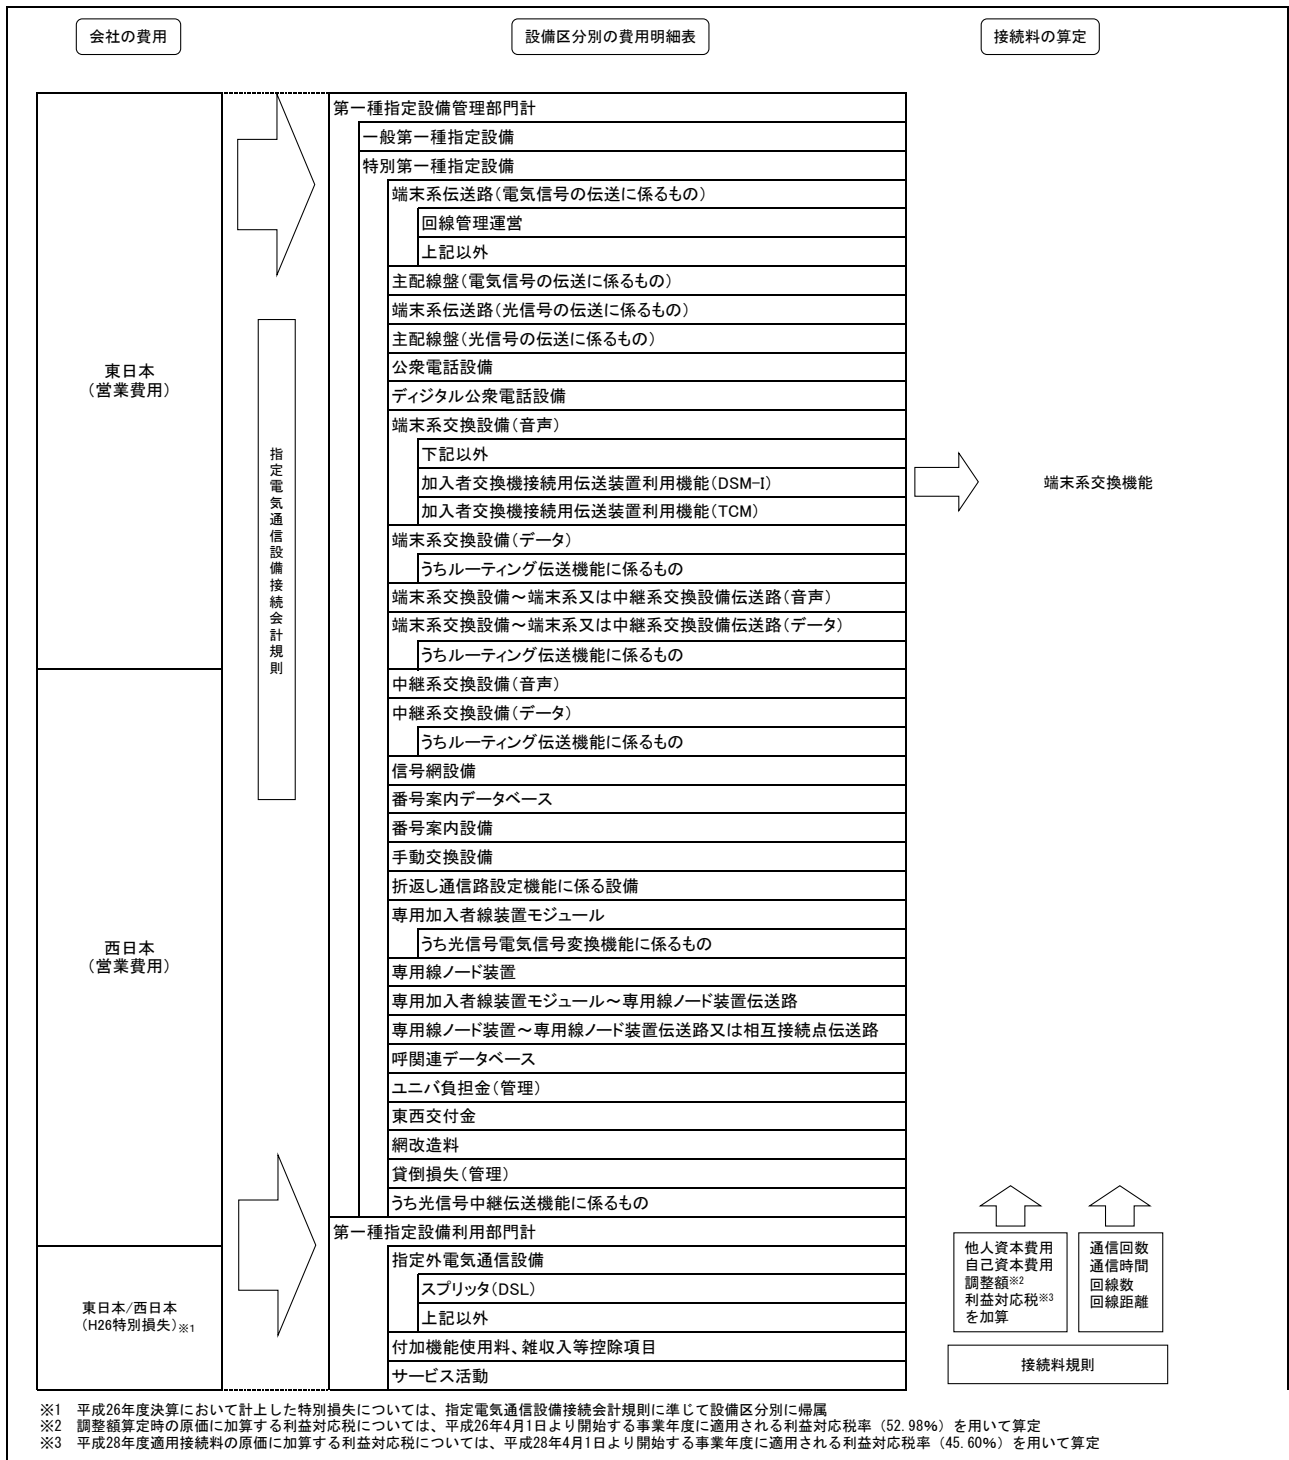 会社の費用
設備区分別の費用明細表
接続料の算定
東日本
(営業費用)
西日本
(営業費用)
東日本/西日本
(H26特別損失)※1
指定電気通信設備接続会計規則
第一種指定設備管理部門計
一般第一種指定設備
特別第一種指定設備
端末系伝送路(電気信号の伝送に係るもの)
回線管理運営
上記以外
主配線盤(電気信号の伝送に係るもの)
端末系伝送路(光信号の伝送に係るもの)
主配線盤(光信号の伝送に係るもの)
公衆電話設備
ディジタル公衆電話設備
端末系交換設備(音声)
下記以外
加入者交換機接続用伝送装置利用機能(DSM-I)
加入者交換機接続用伝送装置利用機能(TCM)
端末系交換設備(データ)
うちルーティング伝送機能に係るもの
端末系交換設備～端末系又は中継系交換設備伝送路(音声)
端末系交換設備～端末系又は中継系交換設備伝送路(データ)
うちルーティング伝送機能に係るもの
中継系交換設備(音声)
中継系交換設備(データ)
うちルーティング伝送機能に係るもの
信号網設備
番号案内データベース
番号案内設備
手動交換設備
折返し通信路設定機能に係る設備
専用加入者線装置モジュール
うち光信号電気信号変換機能に係るもの
専用線ノード装置
専用加入者線装置モジュール～専用線ノード装置伝送路
専用線ノード装置～専用線ノード装置伝送路又は相互接続点伝送路
呼関連データベース
ユニバ負担金(管理)
東西交付金
網改造料
貸倒損失(管理)
うち光信号中継伝送機能に係るもの
第一種指定設備利用部門計
指定外電気通信設備
スプリッタ(DSL)
上記以外
付加機能使用料、雑収入等控除項目
サービス活動
端末系交換機能
他人資本費用
自己資本費用
調整額※2
利益対応税※3
を加算
通信回数
通信時間
回線数
回線距離
接続料規則
※1 平成26年度決算において計上した特別損失については、指定電気通信設備接続会計規則に準じて設備区分別に帰属
※2 調整額算定時の原価に加算する利益対応税については、平成26年4月1日より開始する事業年度に適用される利益対応税率（52.98%）を用いて算定
※3 平成28年度適用接続料の原価に加算する利益対応税については、平成28年4月1日より開始する事業年度に適用される利益対応税率（45.60%）を用いて算定